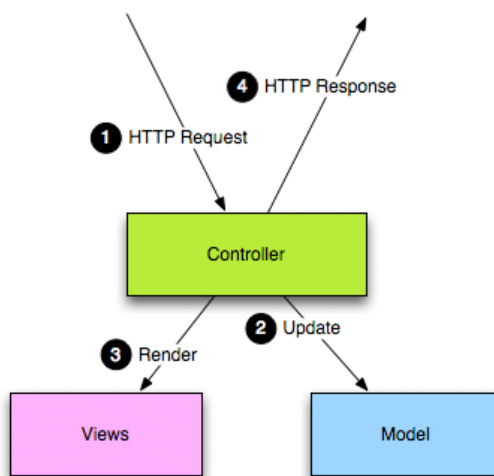 4 HTTP Response
1 HTTP Request
Controller
2 Update
3 Render
Views
Model